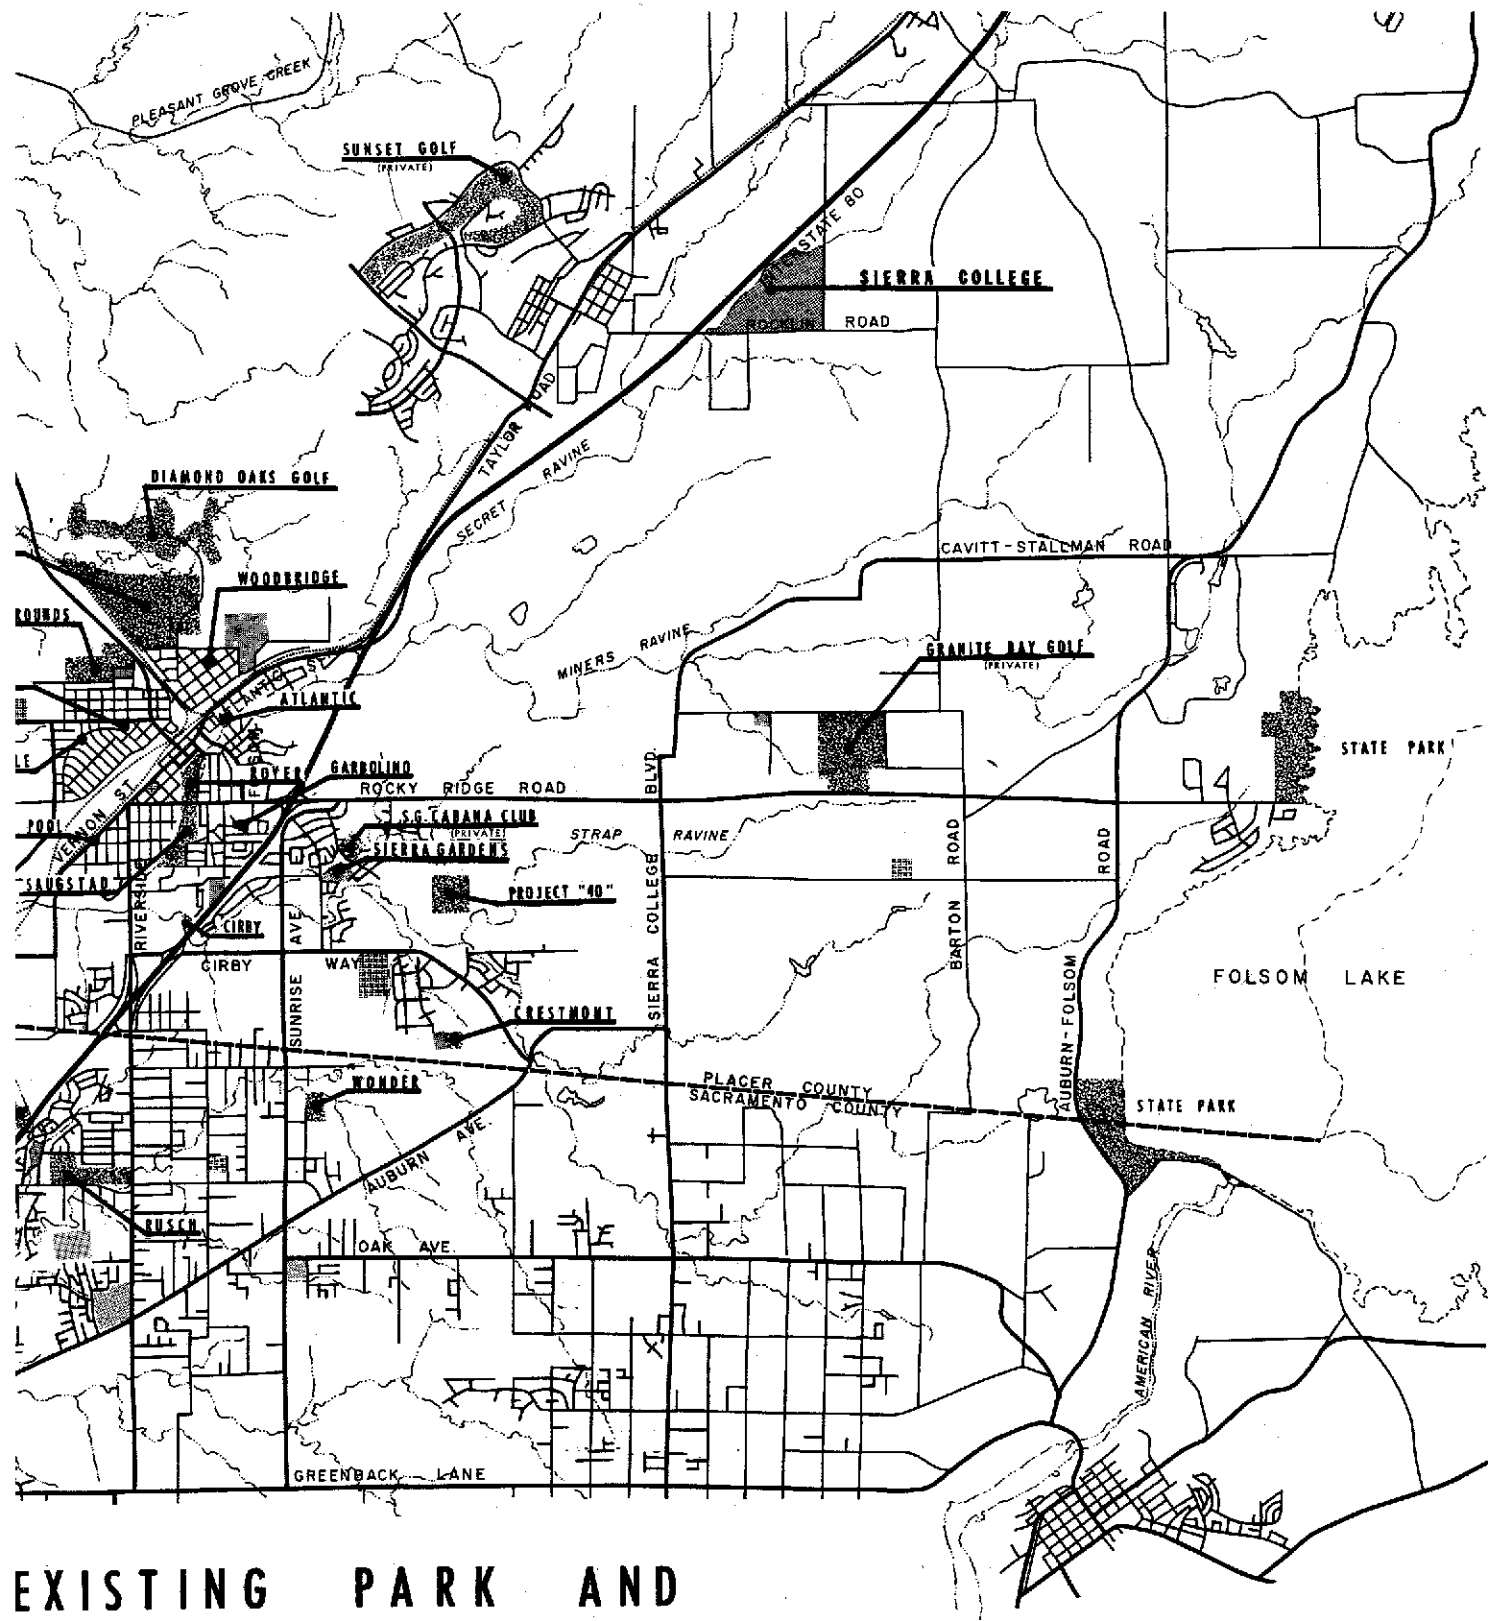 PLEASANT GROVE CREEK
SUNSET GOLF
(PRIVATE)
INTERSTATE 80
SIERRA COLLEGE
ROCKLIN ROAD
TAYLOR ROAD
SECRET RAVINE
DIAMOND OAKS GOLF
CAVITT-STALLMAN ROAD
WOODBRIDGE
ROUNDS
MINERS RAVINE
GRANITE BAY GOLF
(PRIVATE)
ATLANTIC ST.
ATLANTIC
STATE PARK
LE
FOLSOM
ROYER
GARBOLINO
ROCKY RIDGE ROAD
VERNON ST.
POOL
S.G. CABANA CLUB
(PRIVATE)
SIERRA GARDENS
STRAP RAVINE
SAUGSTAD
PROJECT "40"
RIVERSIDE
CIRBY
CIRBY WAY
SUNRISE AVE
SIERRA COLLEGE BLVD.
BARTON ROAD
AUBURN-FOLSOM ROAD
FOLSOM LAKE
CRESTMONT
WONDER
PLACER COUNTY
SACRAMENTO COUNTY
STATE PARK
AUBURN AVE.
RUSCH
OAK AVE.
AMERICAN RIVER
GREENBACK LANE
EXISTING PARK AND